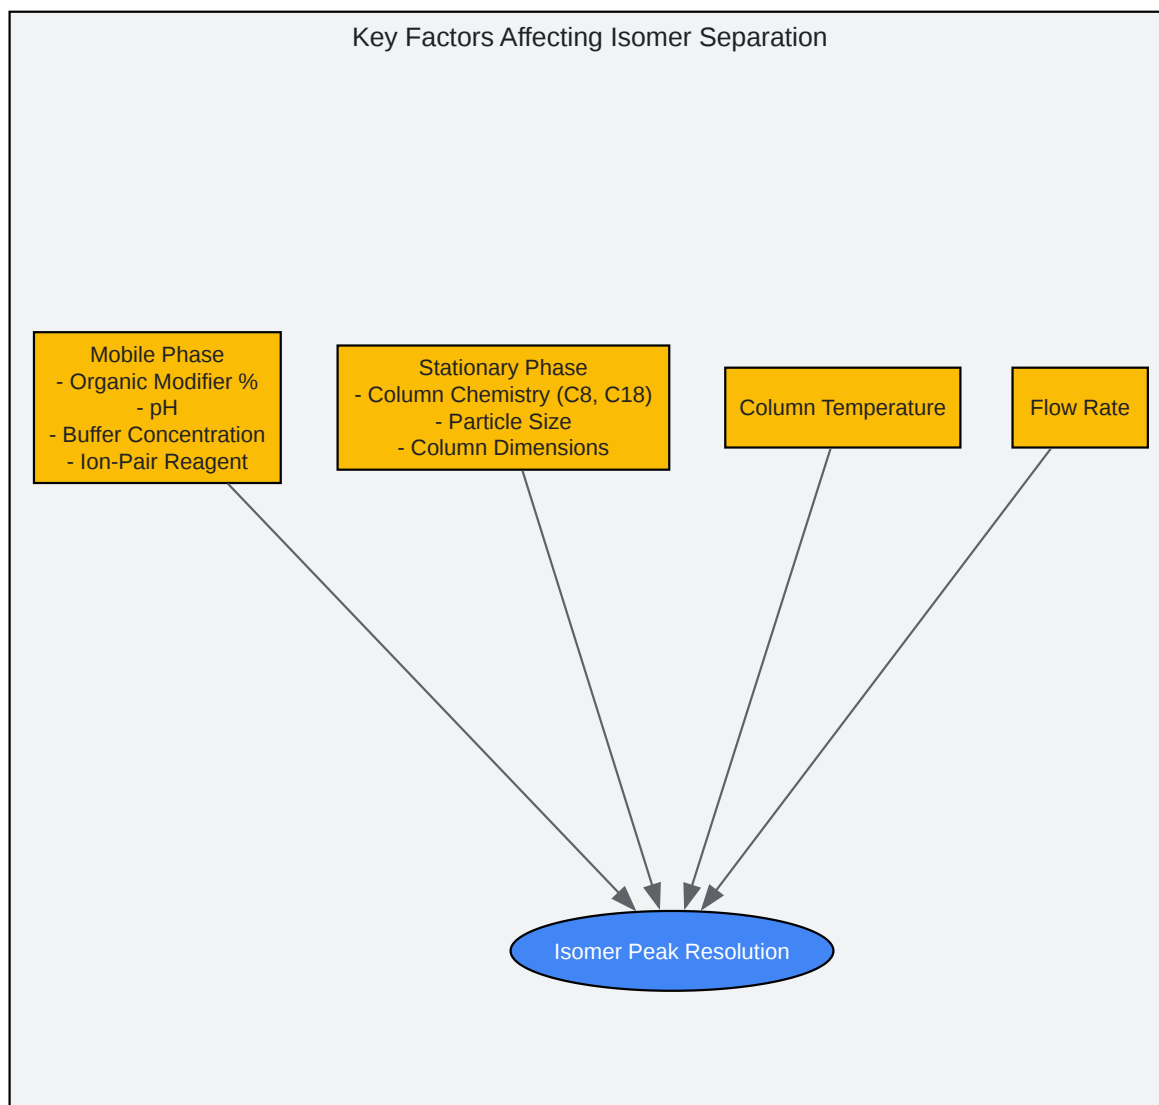 Key Factors Affecting Isomer Separation
Mobile Phase
- Organic Modifier %
- pH
- Buffer Concentration
- Ion-Pair Reagent
Stationary Phase
- Column Chemistry (C8, C18)
- Particle Size
- Column Dimensions
Column Temperature
Flow Rate
Isomer Peak Resolution